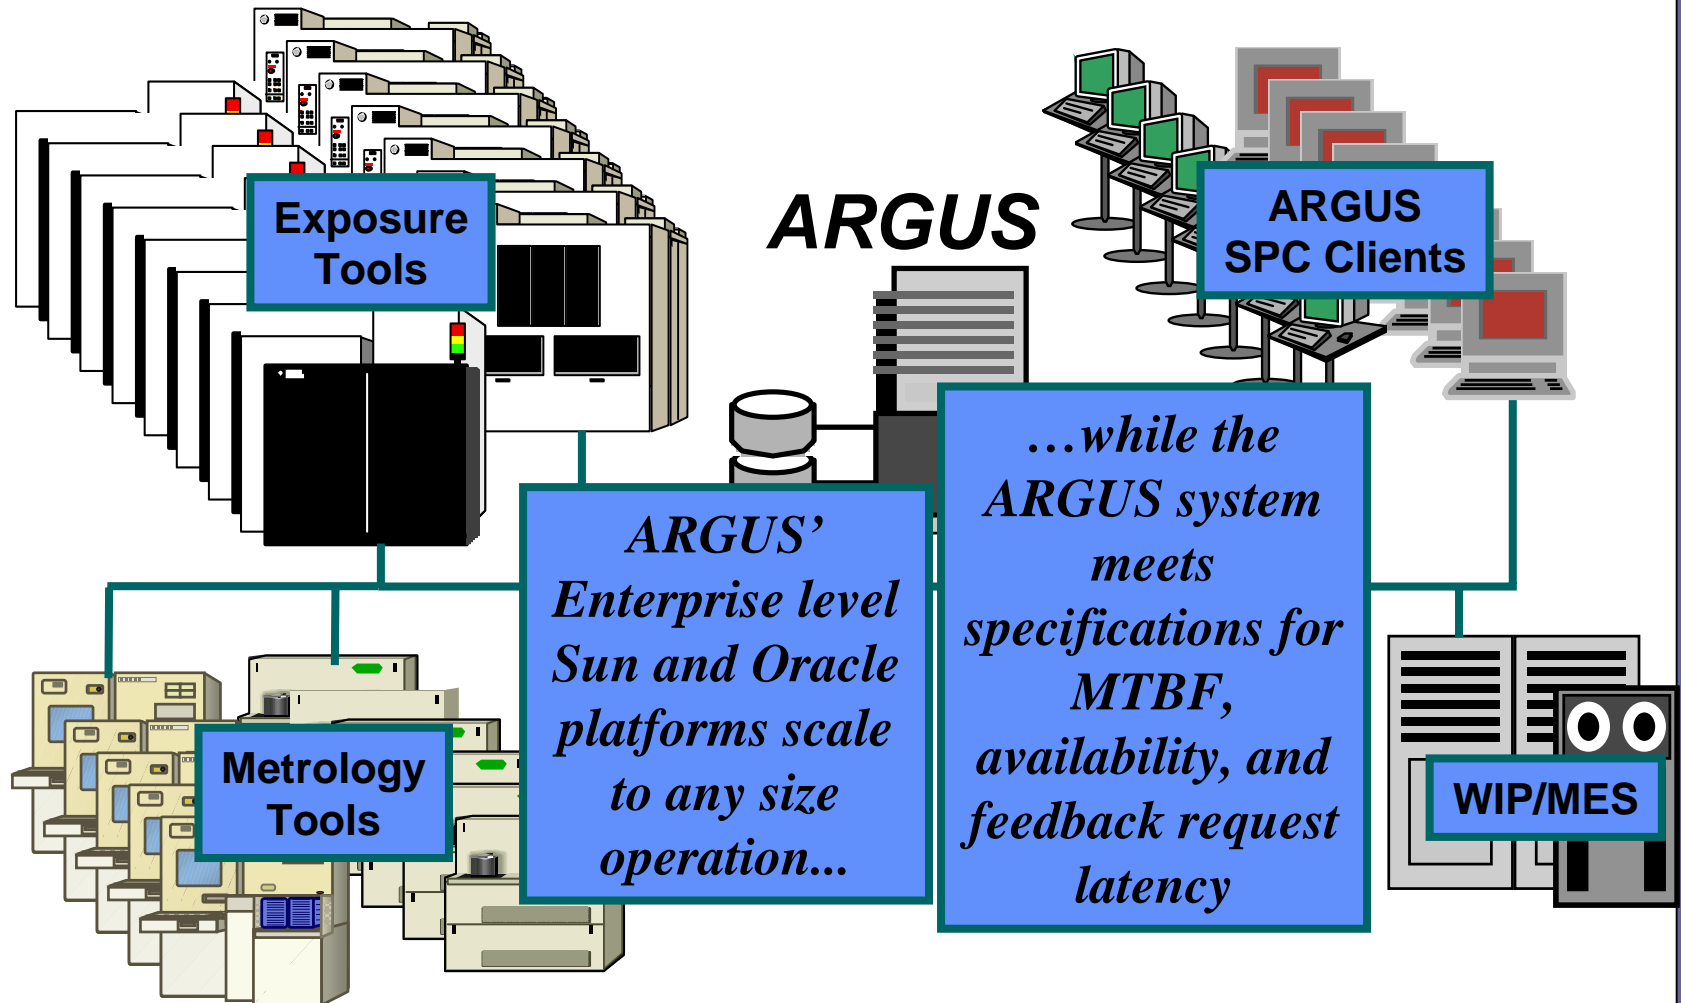 Exposure
Tools
ARGUS
ARGUS
SPC Clients
ARGUS’
Enterprise level
Sun and Oracle
platforms scale
to any size
operation...
…while the
ARGUS system
meets
specifications for
MTBF,
availability, and
feedback request
latency
Metrology
Tools
WIP/MES